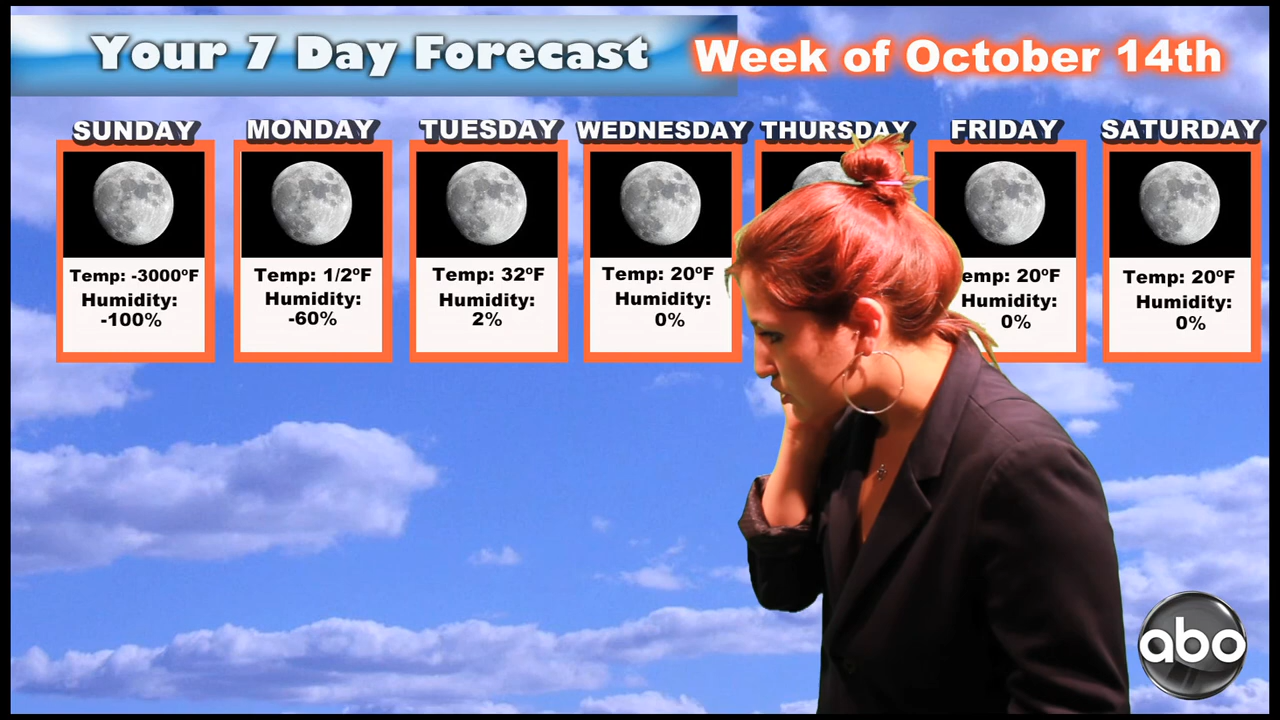 Your 7 Day Forecast
Week of October 14th
SUNDAY
MONDAY
TUESDAY
WEDNESDAY
THURSDAY
FRIDAY
SATURDAY
Temp: -3000ºF
Humidity:
-100%
Temp: 1/2ºF
Humidity:
-60%
Temp: 32ºF
Humidity:
2%
Temp: 20ºF
Humidity:
0%
emp: 20ºF
Humidity:
0%
Temp: 20ºF
Humidity:
0%
abo